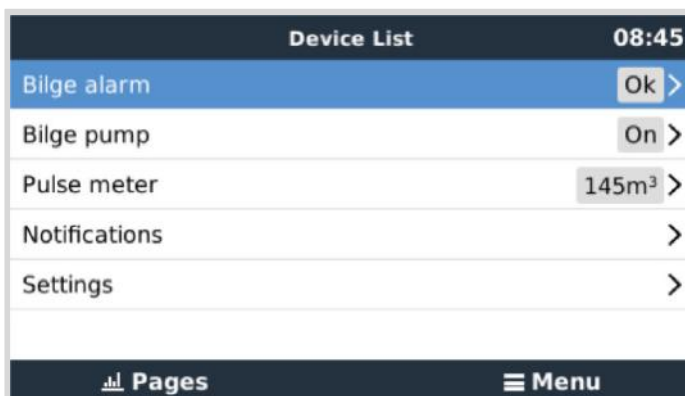 Device List 08:45
Bilge alarm Ok
Bilge pump On
Pulse meter 145m³
Notifications
Settings
Pages Menu